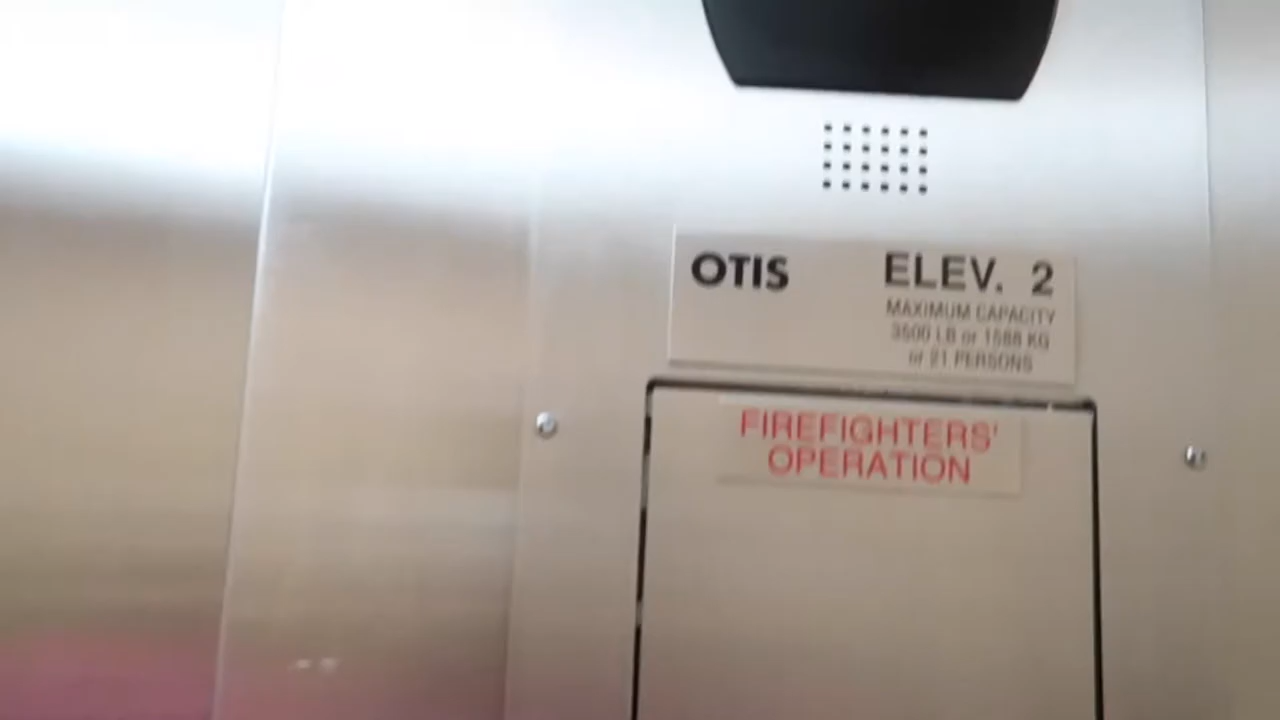 OTIS ELEV. 2
MAXIMUM CAPACITY
3500 LB or 1588 KG
or 21 PERSONS
FIREFIGHTERS'
OPERATION